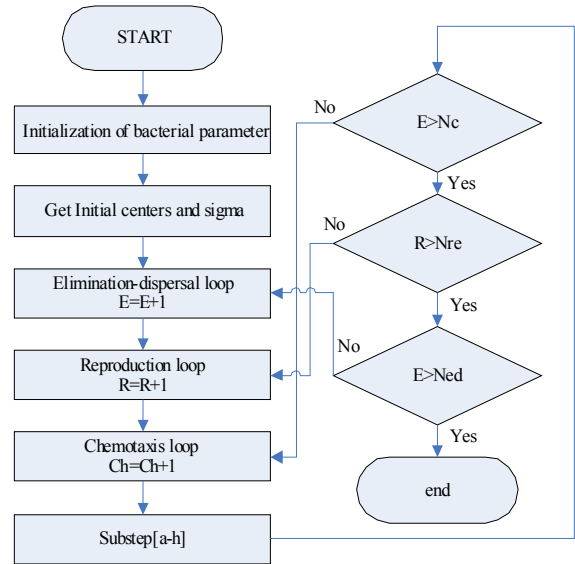 START
Initialization of bacterial parameter
Get Initial centers and sigma
Elimination-dispersal loop
E=E+1
Reproduction loop
R=R+1
Chemotaxis loop
Ch=Ch+1
Substep[a-h]
E>Nc
No
Yes
R>Nre
No
Yes
E>Ned
No
Yes
end